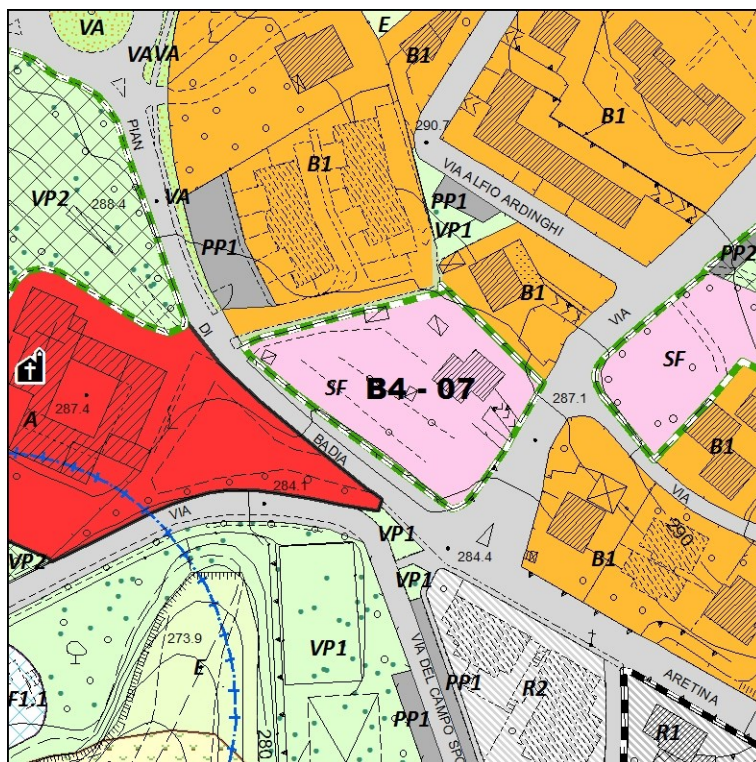 VA
VAVA
E
B1
B1
290.7
PIAN
VIA ALFIO ARDINGHI
VP2
288.4
VA
B1
PP1
PP1
VP1
PP2
DI
B1
VIA
SF
SF
B4 - 07
287.1
287.4
A
BADIA
B1
284.1
VIA
VIA
VP1
284.4
290
B1
VP2
VP1
273.9
E
VP1
VIA DEL CAMPO SPO
PP1
R2
ARETINA
F1.1
PP1
280
R1